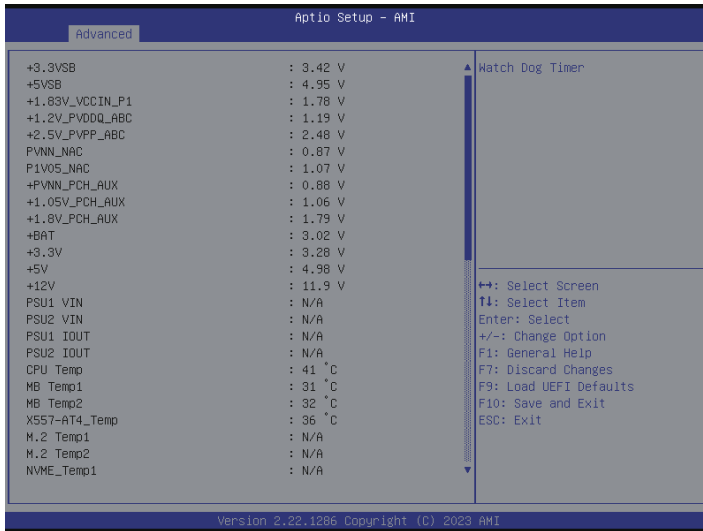 Aptio Setup - AMI
Advanced
+3.3VSB : 3.42 V
+5VSB : 4.95 V
+1.83V_VCCIN_P1 : 1.78 V
+1.2V_PVDDQ_ABC : 1.19 V
+2.5V_PVPP_ABC : 2.48 V
PVNN_NAC : 0.87 V
P1V05_NAC : 1.07 V
+PVNN_PCH_AUX : 0.88 V
+1.05V_PCH_AUX : 1.06 V
+1.8V_PCH_AUX : 1.79 V
+BAT : 3.02 V
+3.3V : 3.28 V
+5V : 4.98 V
+12V : 11.9 V
PSU1 VIN : N/A
PSU2 VIN : N/A
PSU1 IOUT : N/A
PSU2 IOUT : N/A
CPU Temp : 41 °C
MB Temp1 : 31 °C
MB Temp2 : 32 °C
X557-AT4_Temp : 36 °C
M.2 Temp1 : N/A
M.2 Temp2 : N/A
NVME_Temp1 : N/A
Watch Dog Timer
↔: Select Screen
↑↓: Select Item
Enter: Select
+/-: Change Option
F1: General Help
F7: Discard Changes
F9: Load UEFI Defaults
F10: Save and Exit
ESC: Exit
Version 2.22.1286 Copyright (C) 2023 AMI